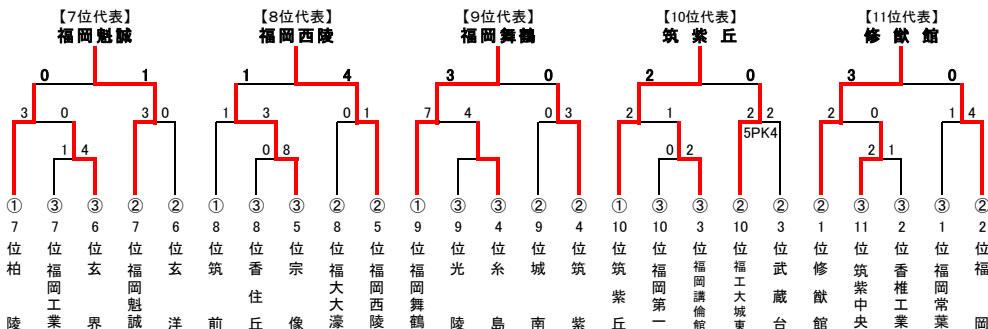 【7位代表】 【8位代表】 【9位代表】 【10位代表】 【11位代表】
福岡魁誠 福岡西陵 福岡舞鶴 筑紫丘 修猷館
0 1 1 4 3 0 2 0 3 0
3 0 3 0 1 3 0 1 7 4 0 3 2 1 2 2 2 0 1 4
5PK4
1 4 0 8 0 2 2 1
① ③ ③ ② ② ① ③ ③ ② ② ① ③ ③ ② ② ① ③ ③ ② ② ② ③ ③ ③ ②
7位柏陵
7位福岡工業
6位玄界
7位福岡魁誠
6位玄洋
8位筑前
8位香住丘
5位宗像
8位福大大濠
5位福岡西陵
9位福岡舞鶴
9位光陵
4位糸島
9位城南
4位筑紫
10位筑紫丘
10位福岡第一
3位福岡講倫館
10位福工大城東
3位武蔵台
1位修猷館
11位筑紫中央
2位香椎工業
1位福岡常葉
2位福岡